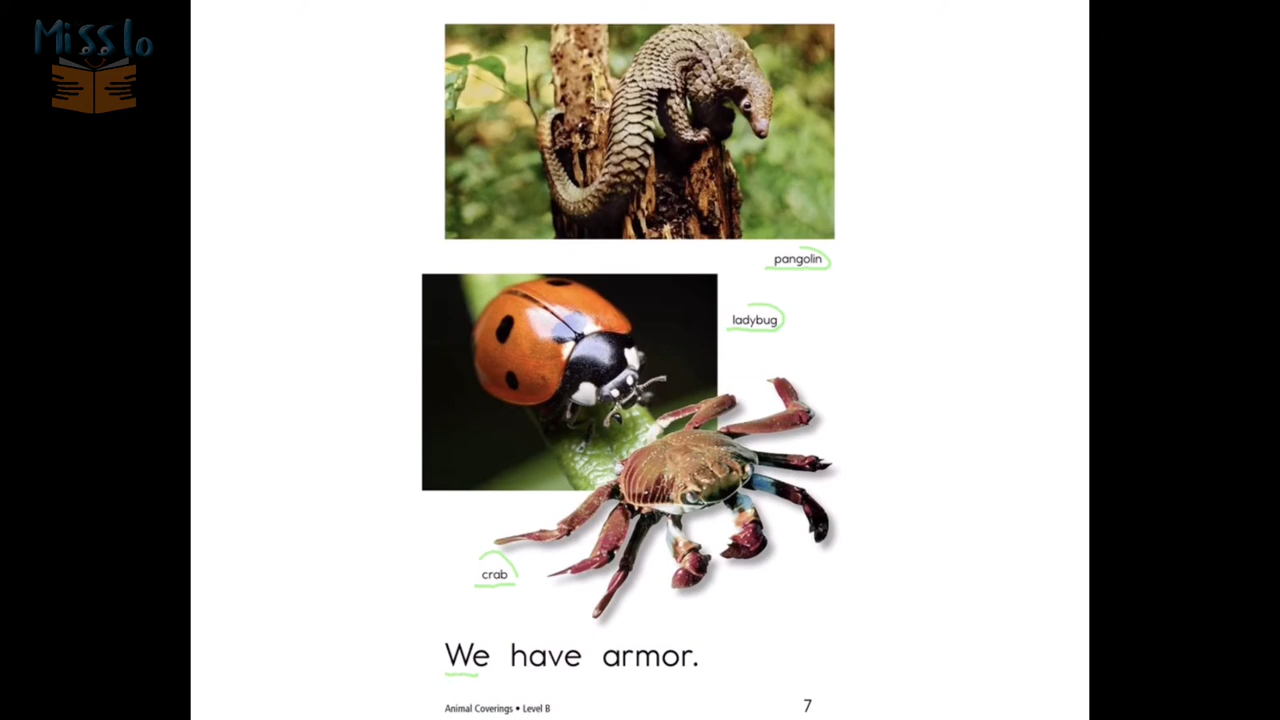 Miss lo
pangolin
ladybug
crab
We have armor.
Animal Coverings • Level B
7